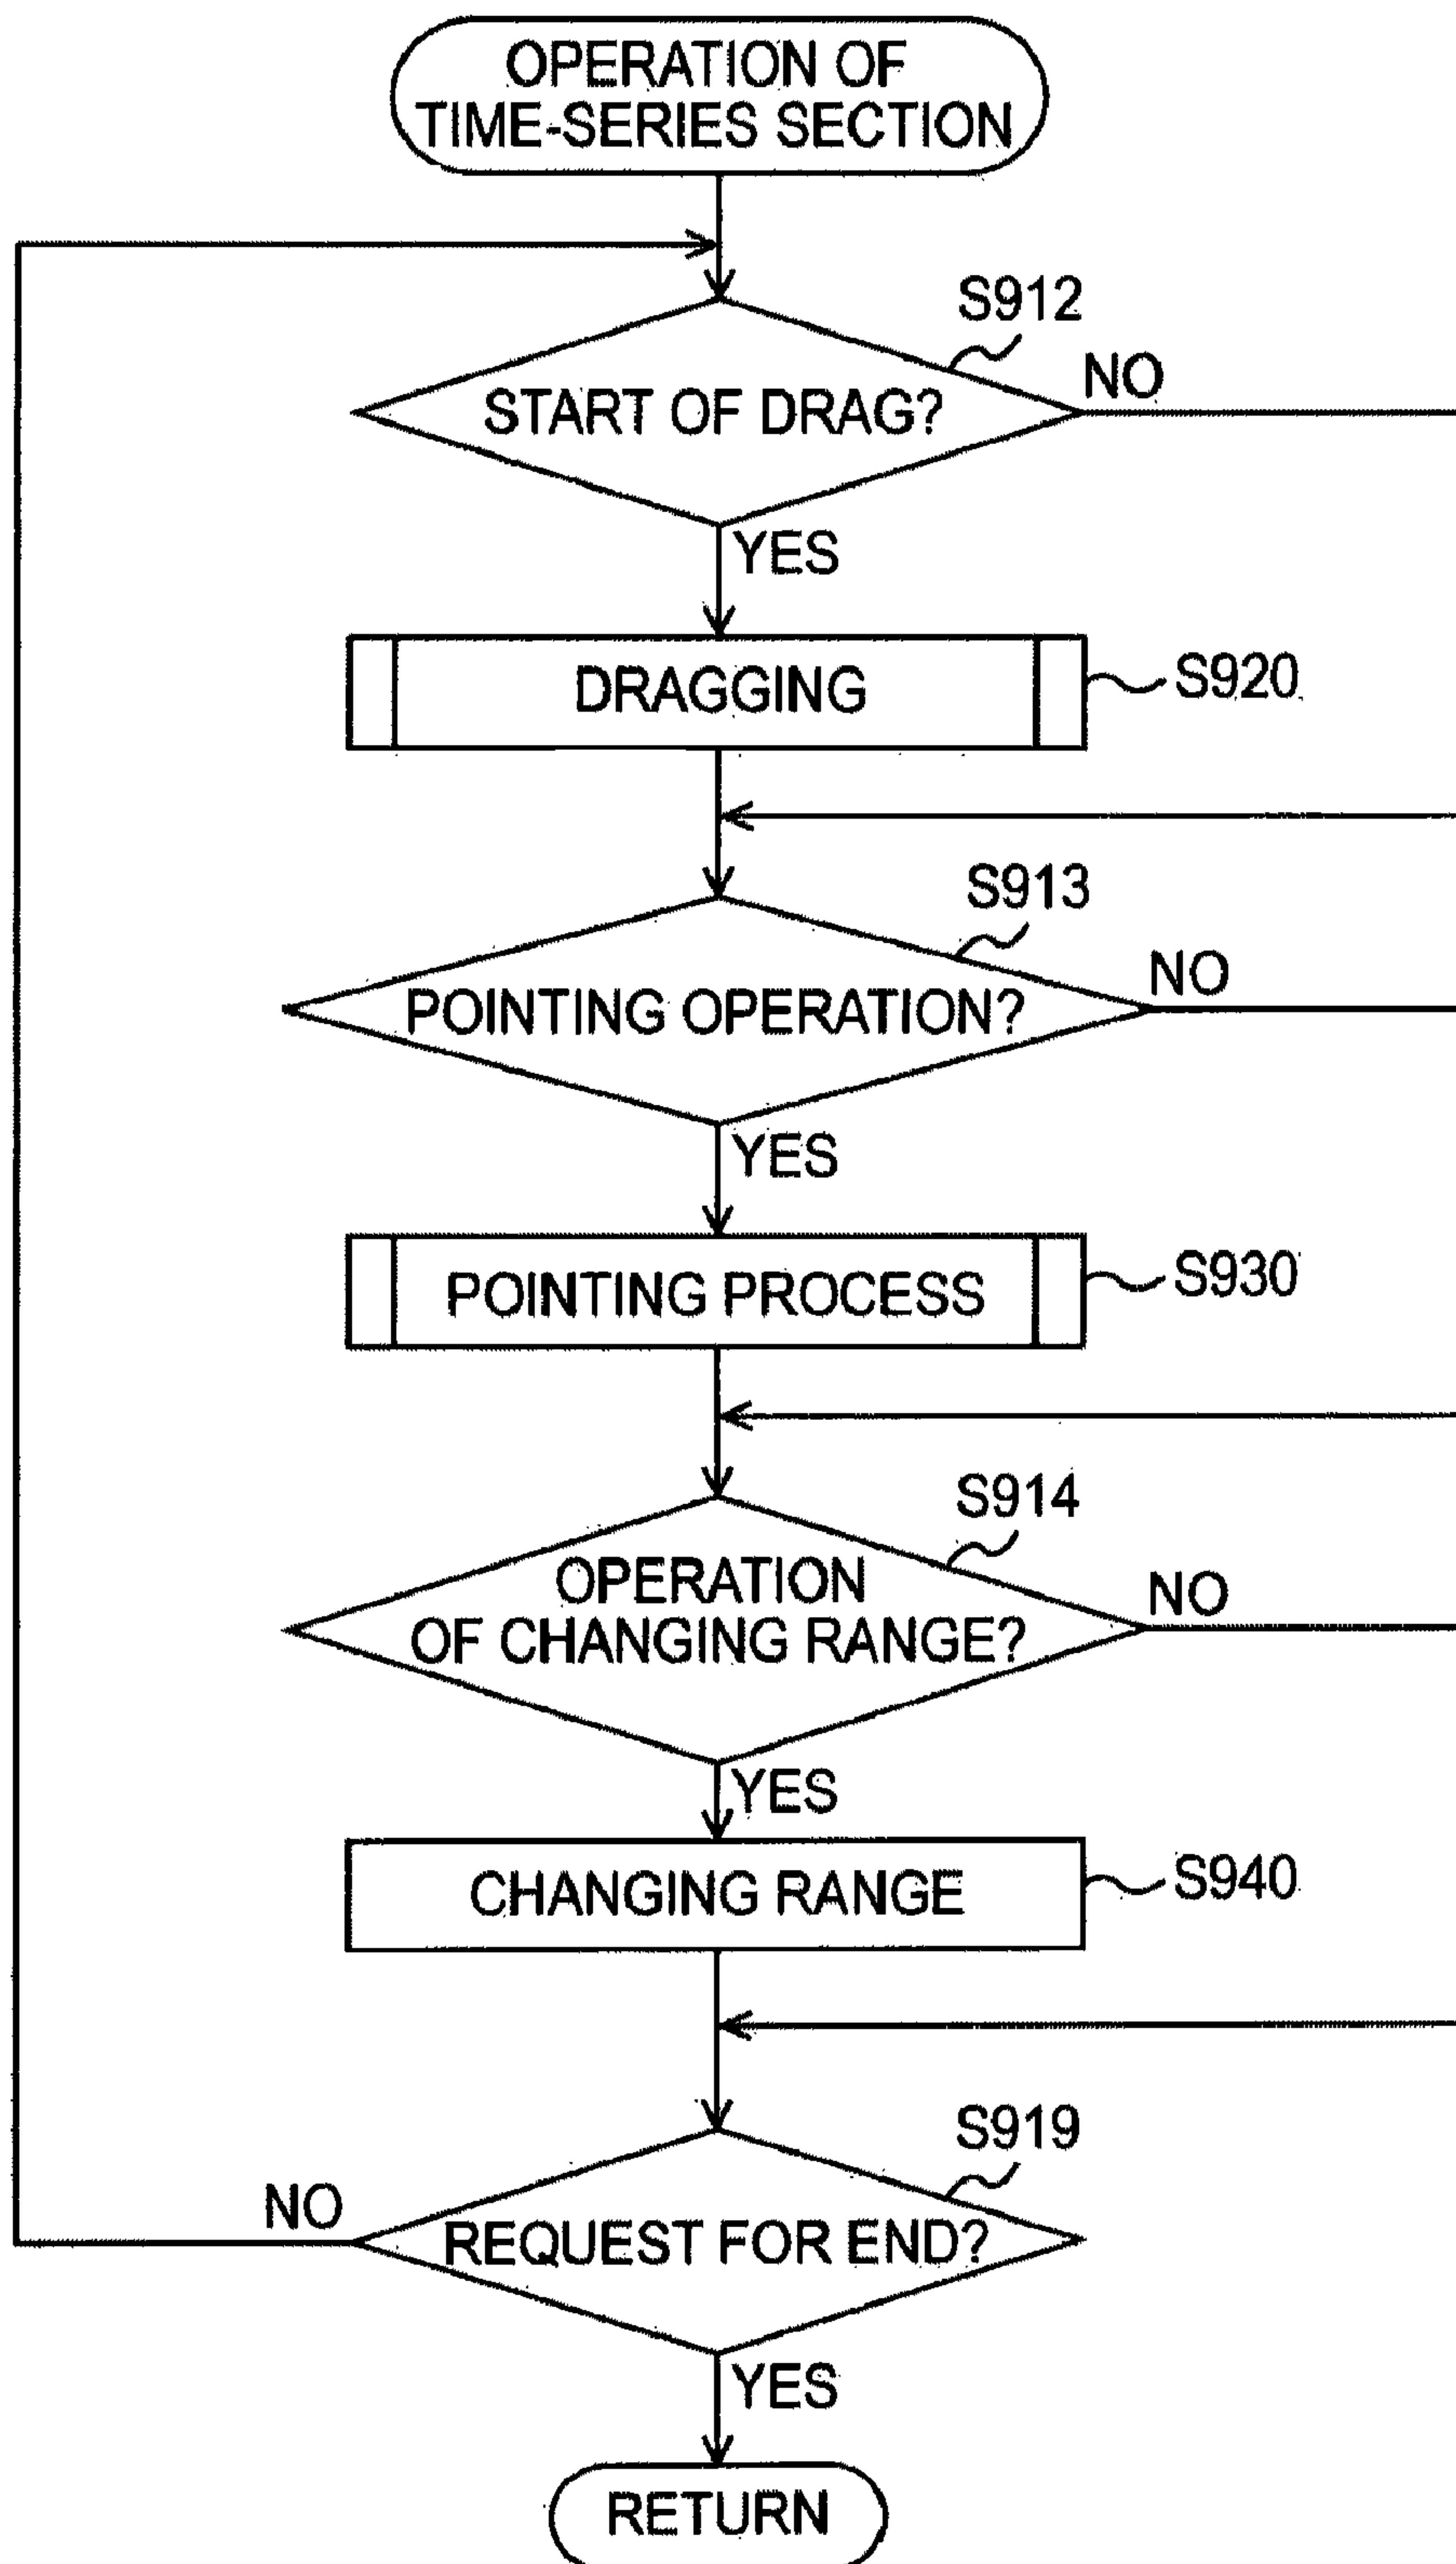 OPERATION OF
TIME-SERIES SECTION
S912
START OF DRAG?
NO
YES
DRAGGING
S920
S913
POINTING OPERATION?
NO
YES
POINTING PROCESS
S930
S914
OPERATION
OF CHANGING RANGE?
NO
YES
CHANGING RANGE
S940
S919
REQUEST FOR END?
NO
YES
RETURN